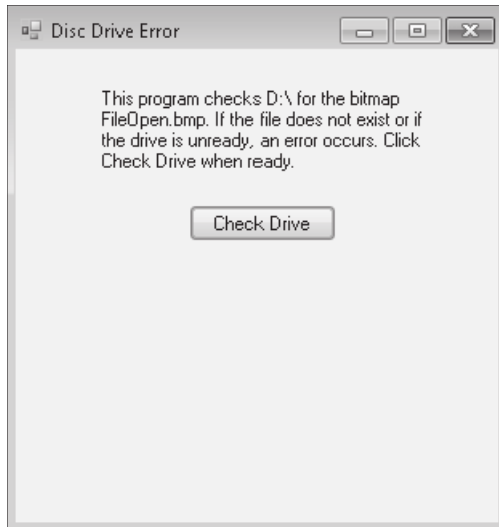 Disc Drive Error
This program checks D:\ for the bitmap
FileOpen.bmp. If the file does not exist or if
the drive is unready, an error occurs. Click
Check Drive when ready.
Check Drive